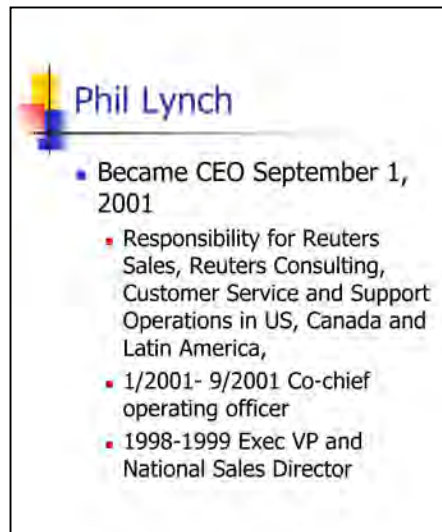 Phil Lynch
Became CEO September 1,
2001
Responsibility for Reuters
Sales, Reuters Consulting,
Customer Service and Support
Operations in US, Canada and
Latin America,
1/2001- 9/2001 Co-chief
operating officer
1998-1999 Exec VP and
National Sales Director